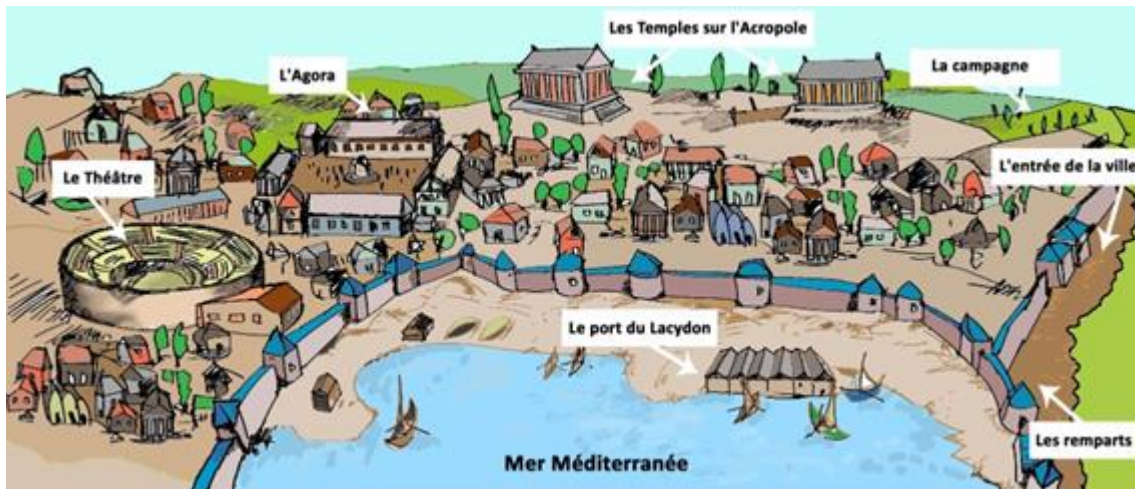 Les Temples sur l'Acropole
L'Agora
La campagne
L'entrée de la ville
Le Théâtre
Le port du Lacydon
Les remparts
Mer Méditerranée